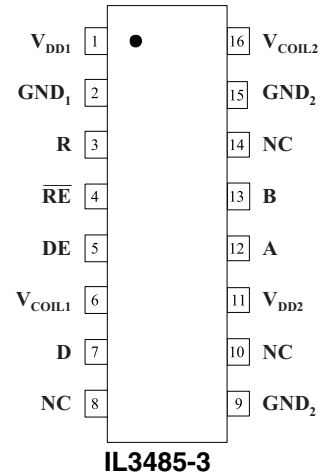 V_DD1 1 16 V_COIL2
GND_1 2 15 GND_2
R 3 14 NC
R̅E̅ 4 13 B
DE 5 12 A
V_COIL1 6 11 V_DD2
D 7 10 NC
NC 8 9 GND_2
IL3485-3